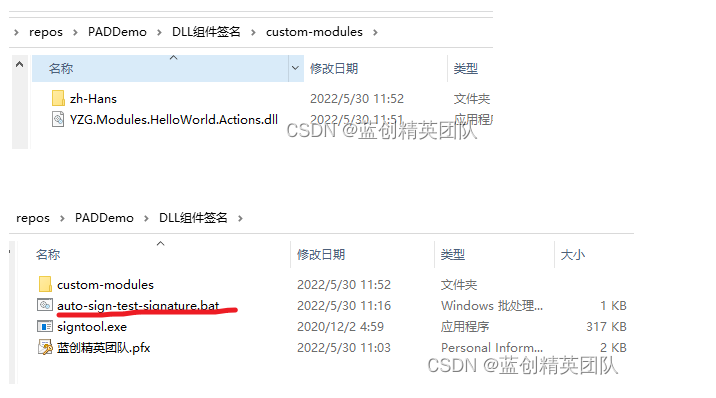 repos > PADDemo > DLL组件签名 > custom-modules >
名称 修改日期 类型
zh-Hans 2022/5/30 11:52 文件夹
YZG.Modules.HelloWorld.Actions.dll 2022/5/30 11:51 应用程序
CSDN @蓝创精英团队
repos > PADDemo > DLL组件签名 >
名称 修改日期 类型 大小
custom-modules 2022/5/30 11:52 文件夹
auto-sign-test-signature.bat 2022/5/30 11:16 Windows 批处理... 1 KB
signtool.exe 2020/12/2 4:59 应用程序 317 KB
蓝创精英团队.pfx 2022/5/30 11:03 Personal Inform... 2 KB
CSDN @蓝创精英团队